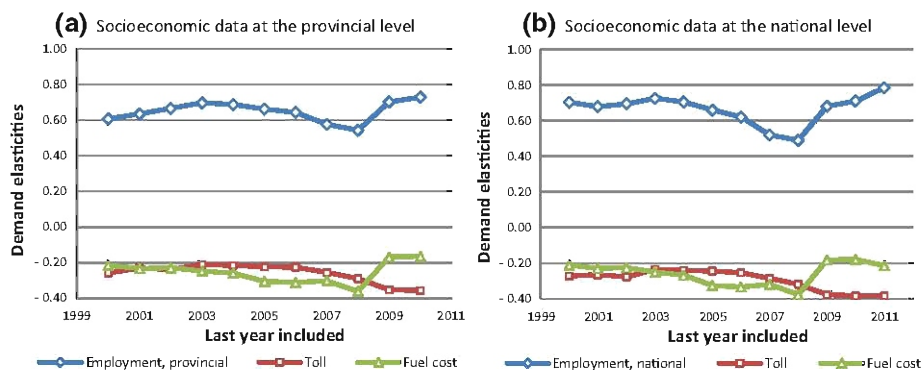 (a) Socioeconomic data at the provincial level
1.00
0.80
0.60
0.40
0.20
0.00
- 0.20
- 0.40
Demand elasticities
1999 2001 2003 2005 2007 2009 2011
Last year included
Employment, provincial Toll Fuel cost
(b) Socioeconomic data at the national level
1.00
0.80
0.60
0.40
0.20
0.00
- 0.20
- 0.40
Demand elasticities
1999 2001 2003 2005 2007 2009 2011
Last year included
Employment, national Toll Fuel cost